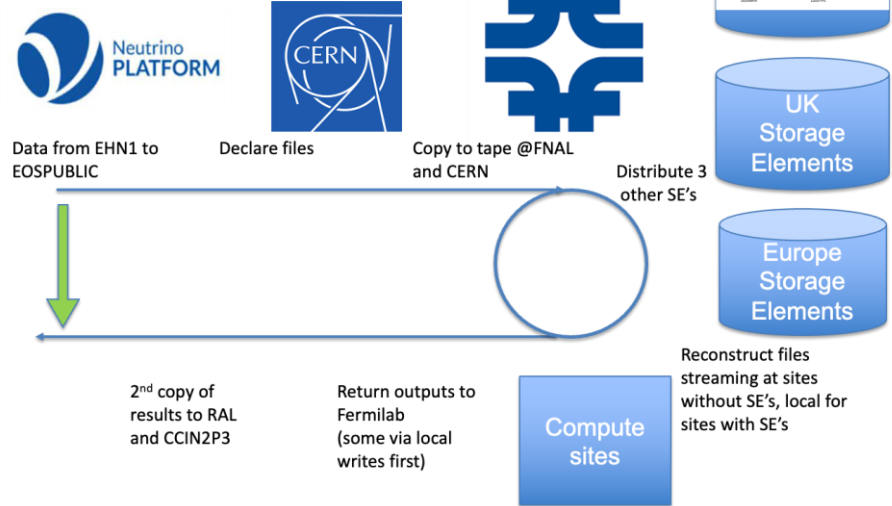 Neutrino
PLATFORM
CERN
UK
Storage
Elements
Data from EHN1 to
EOSPUBLIC
Declare files
Copy to tape @FNAL
and CERN
Distribute 3
other SE's
Europe
Storage
Elements
Reconstruct files
streaming at sites
without SE's, local for
sites with SE's
2nd copy of
results to RAL
and CCIN2P3
Return outputs to
Fermilab
(some via local
writes first)
Compute
sites